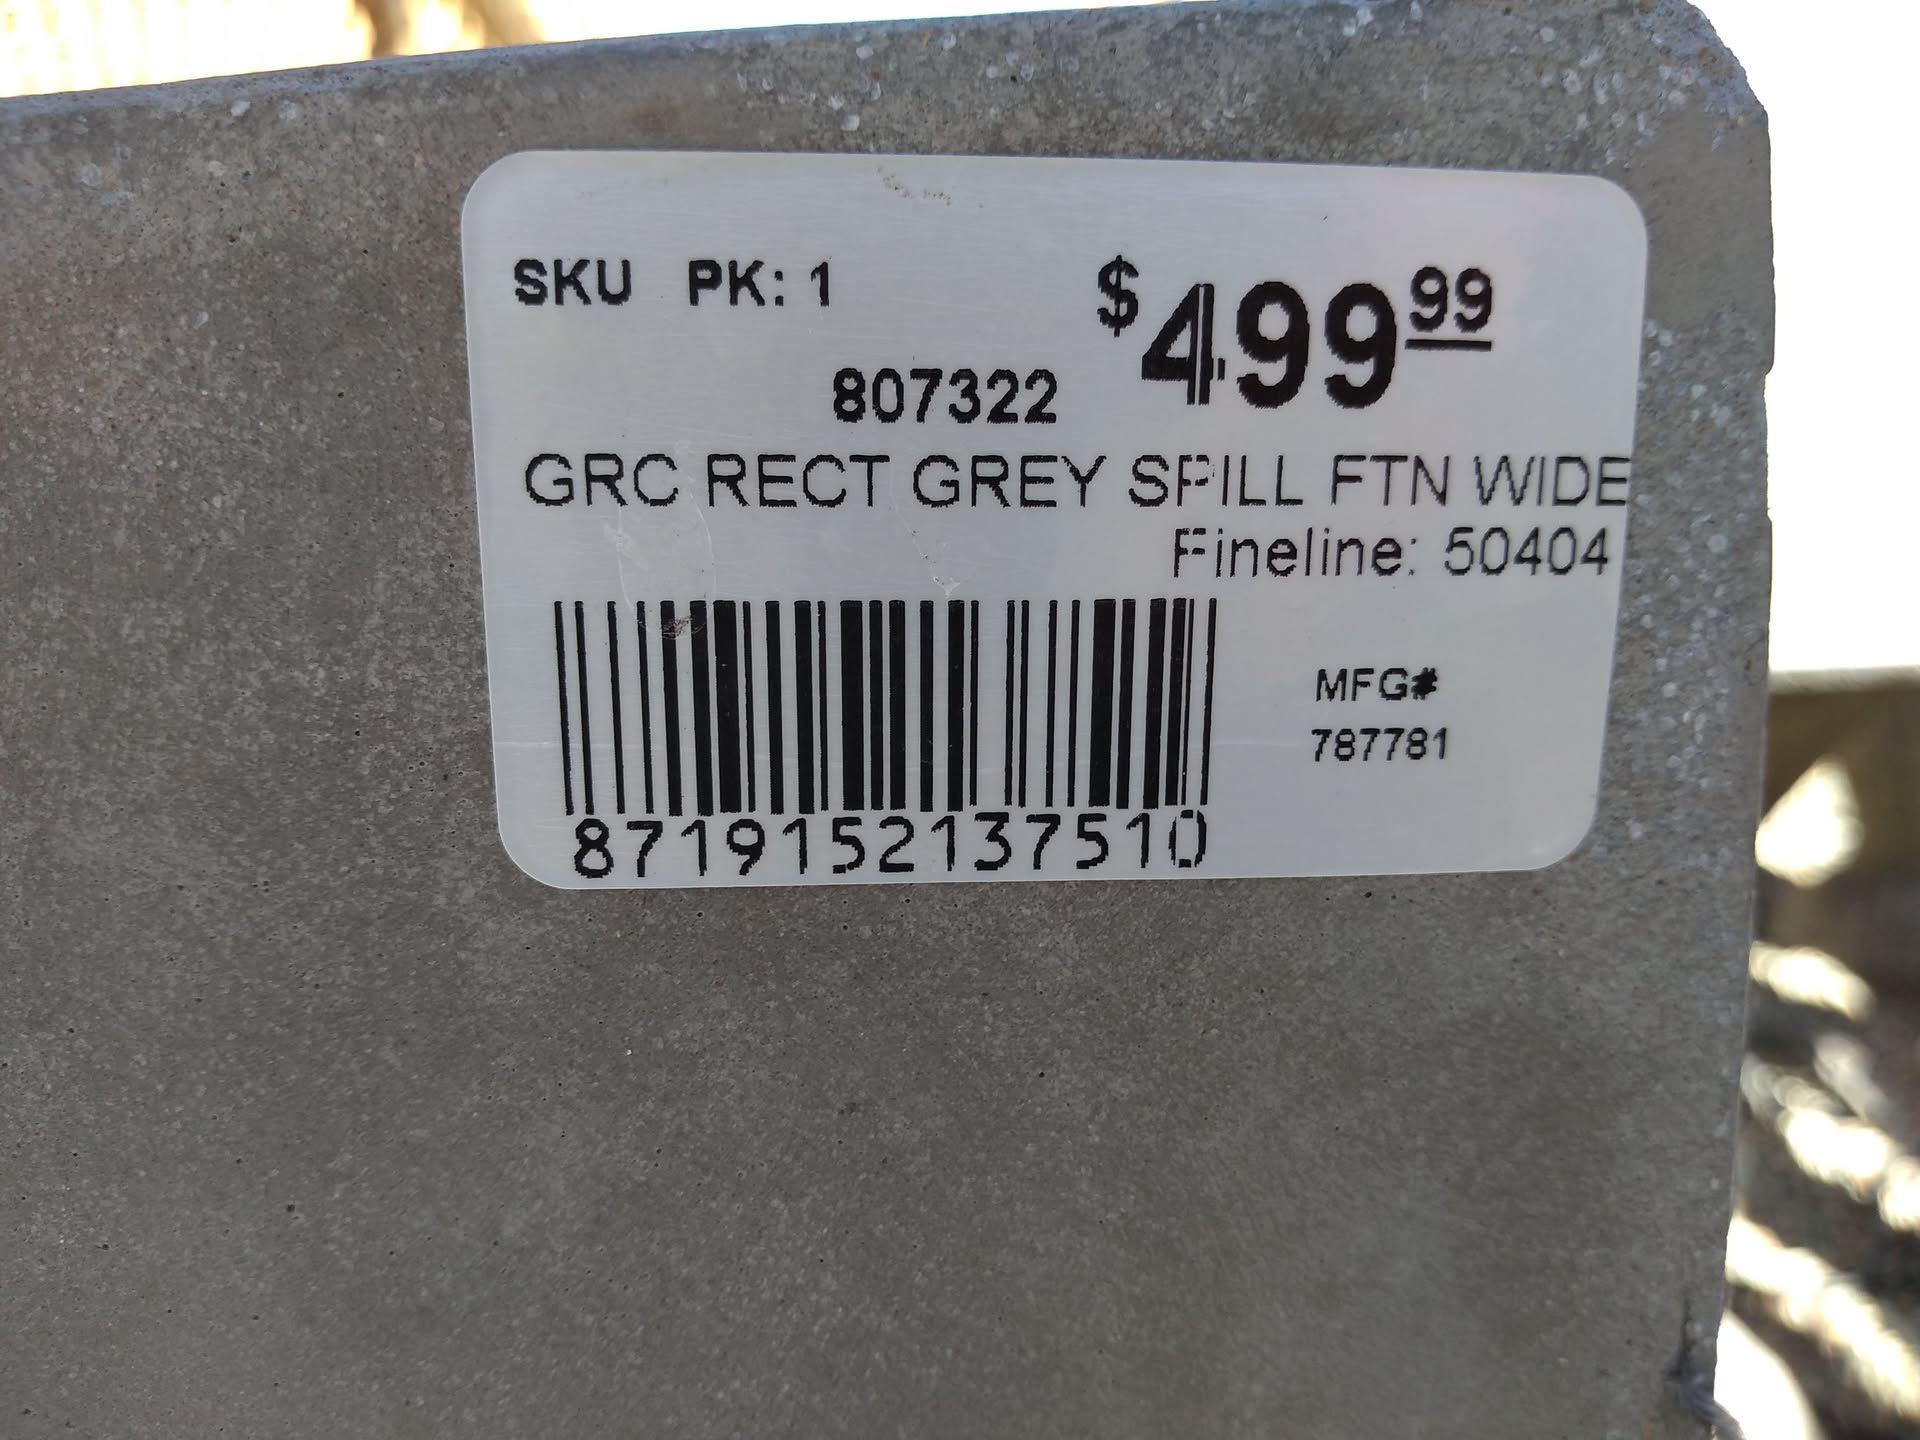 SKU PK: 1
$499.99
807322
GRC RECT GREY SPILL FTN WIDE
Fineline: 50404
MFG#
787781
8719152137510